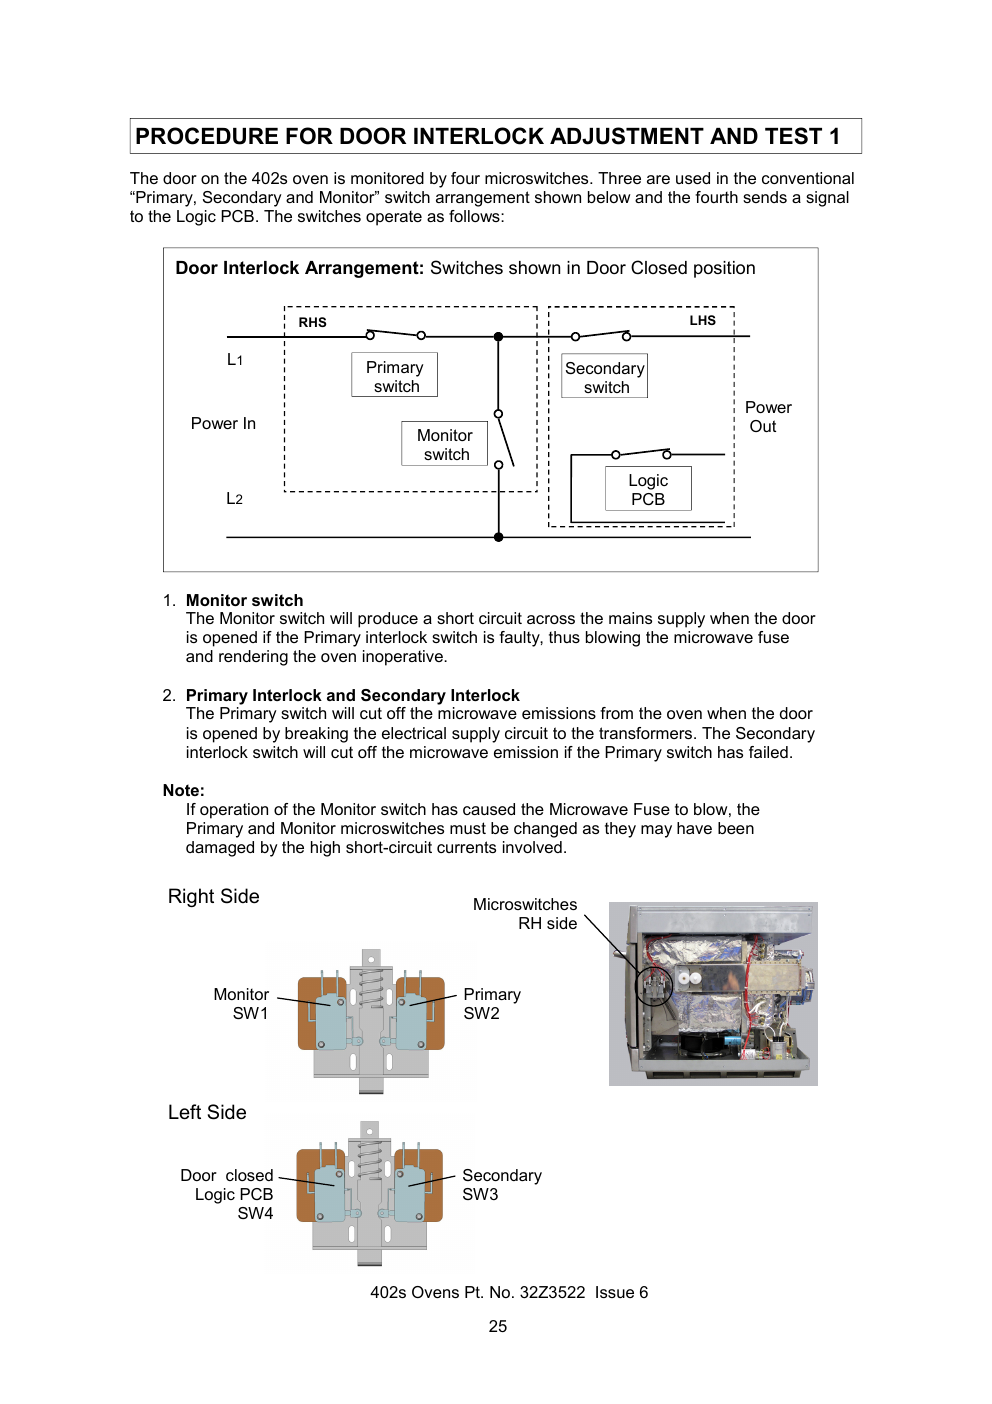 PROCEDURE FOR DOOR INTERLOCK ADJUSTMENT AND TEST 1
The door on the 402s oven is monitored by four microswitches. Three are used in the conventional
“Primary, Secondary and Monitor” switch arrangement shown below and the fourth sends a signal
to the Logic PCB. The switches operate as follows:
Door Interlock Arrangement: Switches shown in Door Closed position
RHS
LHS
L1
Primary
switch
Secondary
switch
Power In
Monitor
switch
Power
Out
Logic
PCB
L2
1. Monitor switch
The Monitor switch will produce a short circuit across the mains supply when the door
is opened if the Primary interlock switch is faulty, thus blowing the microwave fuse
and rendering the oven inoperative.
2. Primary Interlock and Secondary Interlock
The Primary switch will cut off the microwave emissions from the oven when the door
is opened by breaking the electrical supply circuit to the transformers. The Secondary
interlock switch will cut off the microwave emission if the Primary switch has failed.
Note:
If operation of the Monitor switch has caused the Microwave Fuse to blow, the
Primary and Monitor microswitches must be changed as they may have been
damaged by the high short-circuit currents involved.
Right Side
Microswitches
RH side
Monitor
SW1
Primary
SW2
Left Side
Door closed
Logic PCB
SW4
Secondary
SW3
402s Ovens Pt. No. 32Z3522 Issue 6
25